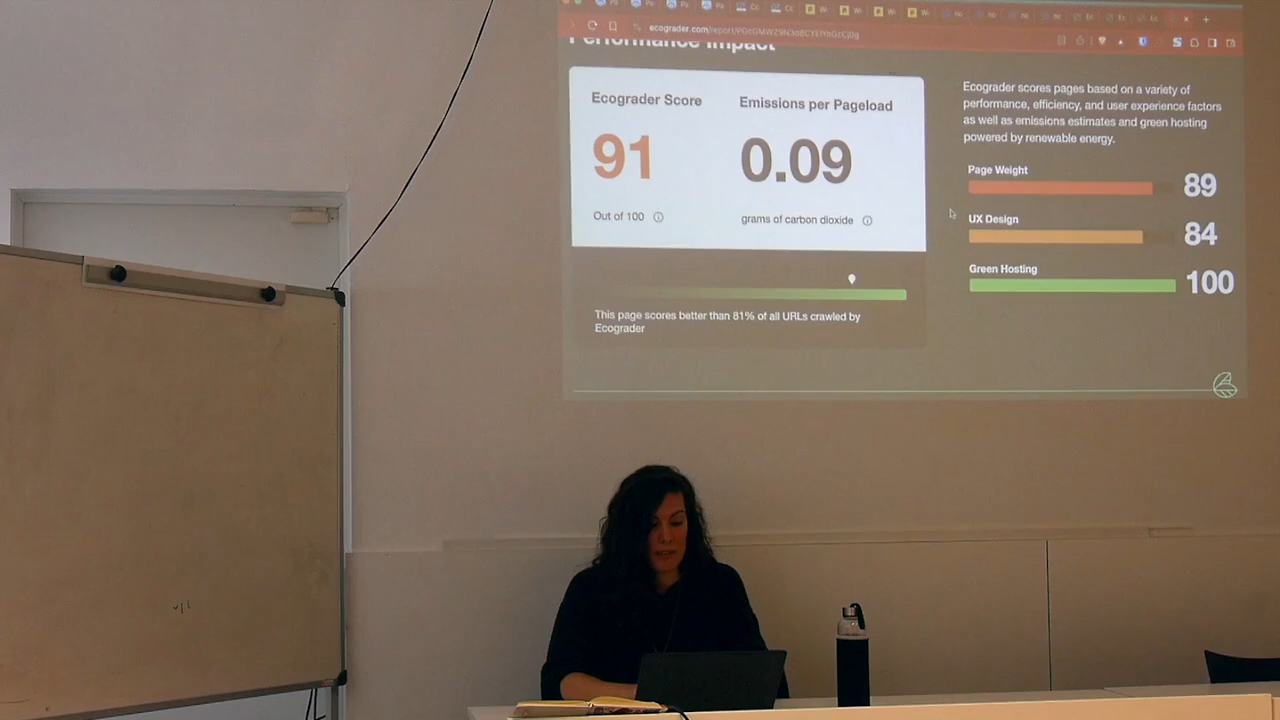 ecograder.com
Performance Impact
Ecograder Score
91
Out of 100
Emissions per Pageload
0.09
grams of carbon dioxide
This page scores better than 81% of all URLs crawled by
Ecograder
Ecograder scores pages based on a variety of
performance, efficiency, and user experience factors
as well as emissions estimates and green hosting
powered by renewable energy.
Page Weight
89
UX Design
84
Green Hosting
100